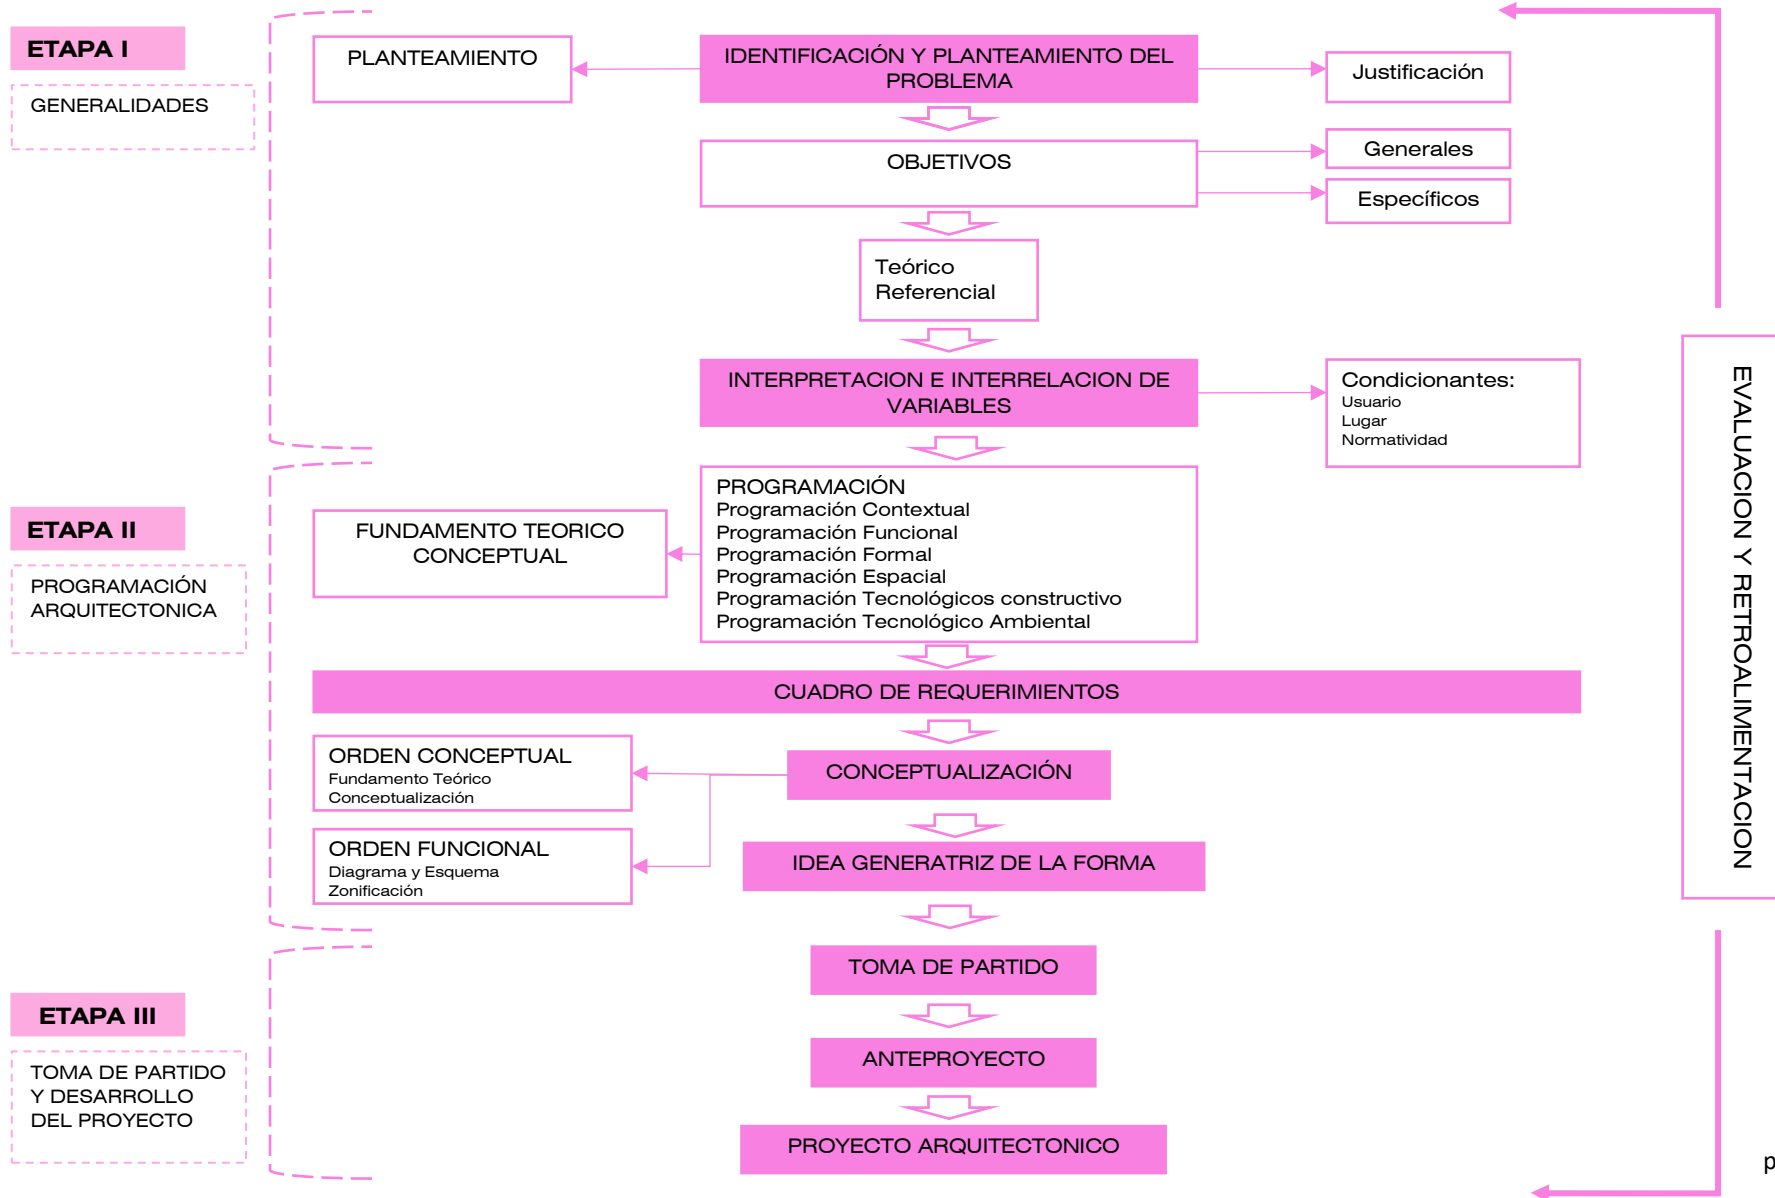 ETAPA I
GENERALIDADES
PLANTEAMIENTO
IDENTIFICACIÓN Y PLANTEAMIENTO DEL
PROBLEMA
Justificación
OBJETIVOS
Generales
Específicos
Teórico
Referencial
INTERPRETACION E INTERRELACION DE
VARIABLES
Condicionantes:
Usuario
Lugar
Normatividad
ETAPA II
PROGRAMACIÓN
ARQUITECTONICA
FUNDAMENTO TEORICO
CONCEPTUAL
PROGRAMACIÓN
Programación Contextual
Programación Funcional
Programación Formal
Programación Espacial
Programación Tecnológicos constructivo
Programación Tecnológico Ambiental
CUADRO DE REQUERIMIENTOS
ORDEN CONCEPTUAL
Fundamento Teórico
Conceptualización
CONCEPTUALIZACIÓN
ORDEN FUNCIONAL
Diagrama y Esquema
Zonificación
IDEA GENERATRIZ DE LA FORMA
ETAPA III
TOMA DE PARTIDO
Y DESARROLLO
DEL PROYECTO
TOMA DE PARTIDO
ANTEPROYECTO
PROYECTO ARQUITECTONICO
EVALUACION Y RETROALIMENTACION
p